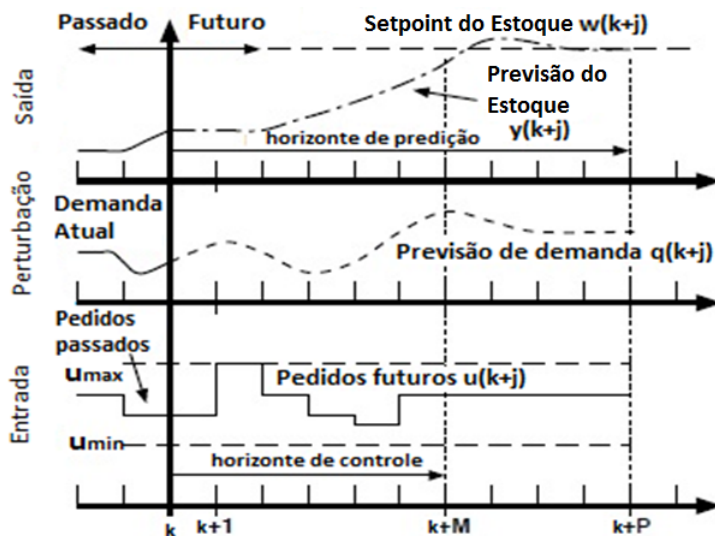 Passado Futuro
Setpoint do Estoque w(k+j)
Saída
Previsão do
Estoque
y(k+j)
horizonte de predição
Perturbação
Demanda
Atual
Previsão de demanda q(k+j)
Entrada
Pedidos
passados
umax
Pedidos futuros u(k+j)
umin
horizonte de controle
k k+1 k+M k+P